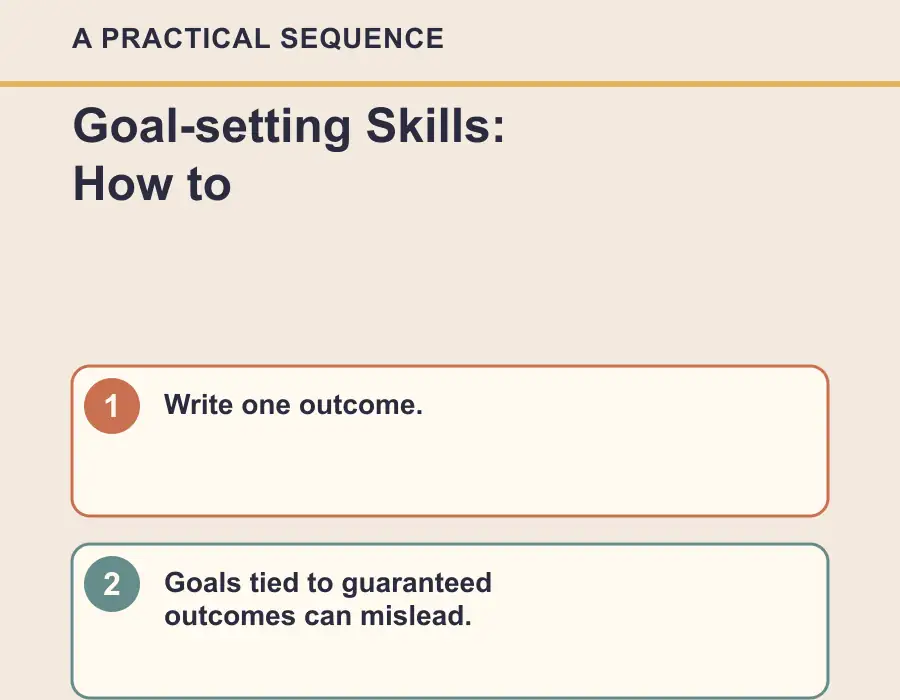 A PRACTICAL SEQUENCE
Goal-setting Skills:
How to
1
Write one outcome.
2
Goals tied to guaranteed
outcomes can mislead.